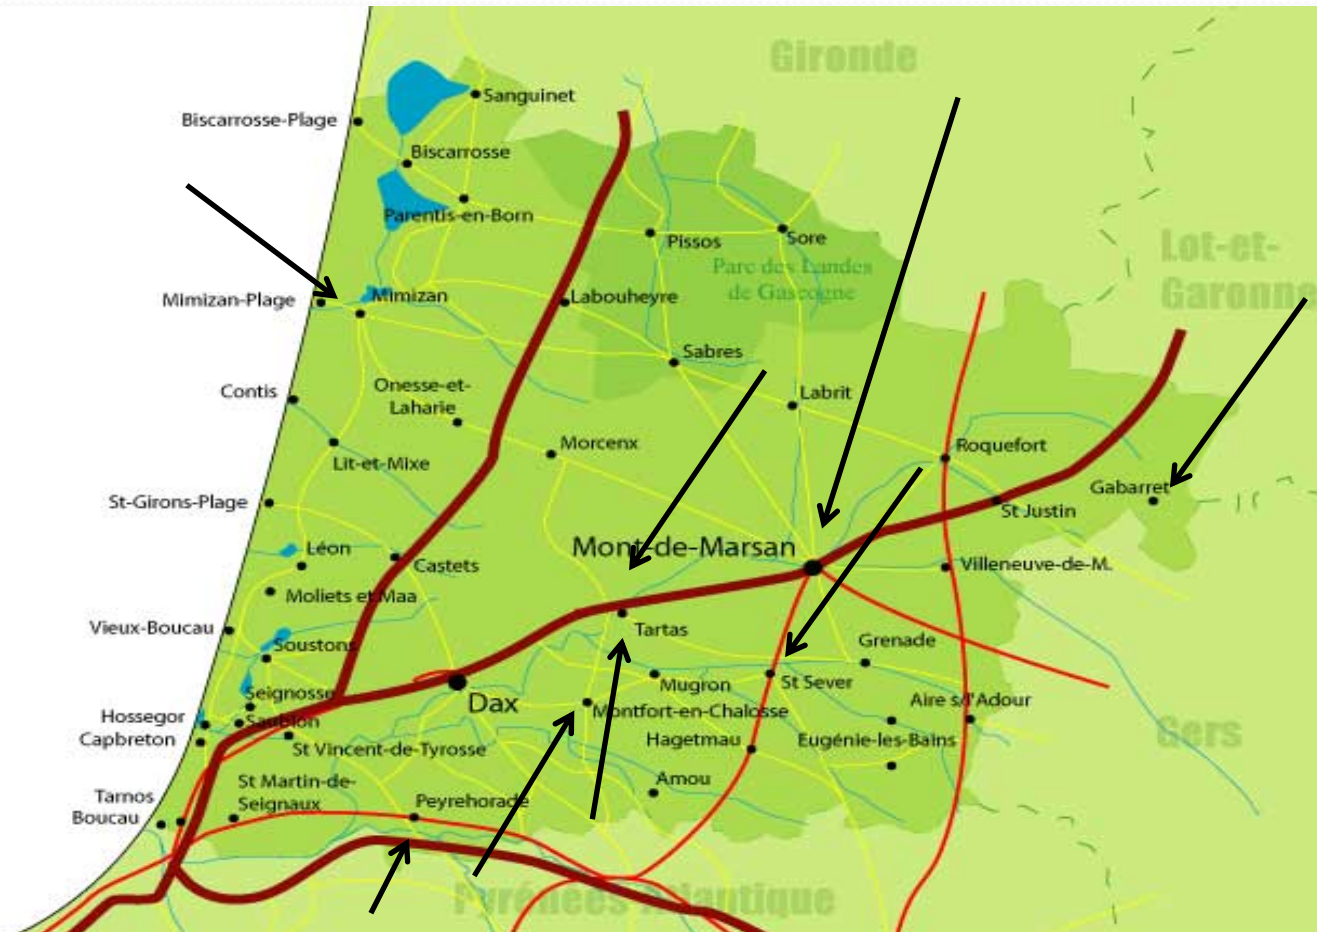 Gironde
Sanguinet
Biscarrosse-Plage
Biscarrosse
Parentis-en-Born
Pissos
Sore
Lot-et-
Garonne
Parc des Landes
de Gascogne
Mimizan-Plage
Mimizan
Labouheyre
Sabres
Contis
Onesse-et-
Laharie
Labrit
Morcenx
Roquefort
Lit-et-Mixe
Gabarret
St-Girons-Plage
St Justin
Léon
Mont-de-Marsan
Castets
Villeneuve-de-M.
Moliets et Maa
Vieux-Boucau
Tartas
Soustons
Grenade
Mugron
St Sever
Seignosse
Dax
Aire s/l'Adour
Montfort-en-Chalosse
Hossegor
Saubion
Capbreton
St Vincent-de-Tyrosse
Hagetmau
Eugénie-les-Bains
Gers
St Martin-de-
Seignaux
Amou
Tarnos
Peyrehorade
Boucau
Pyrénées Atlantique